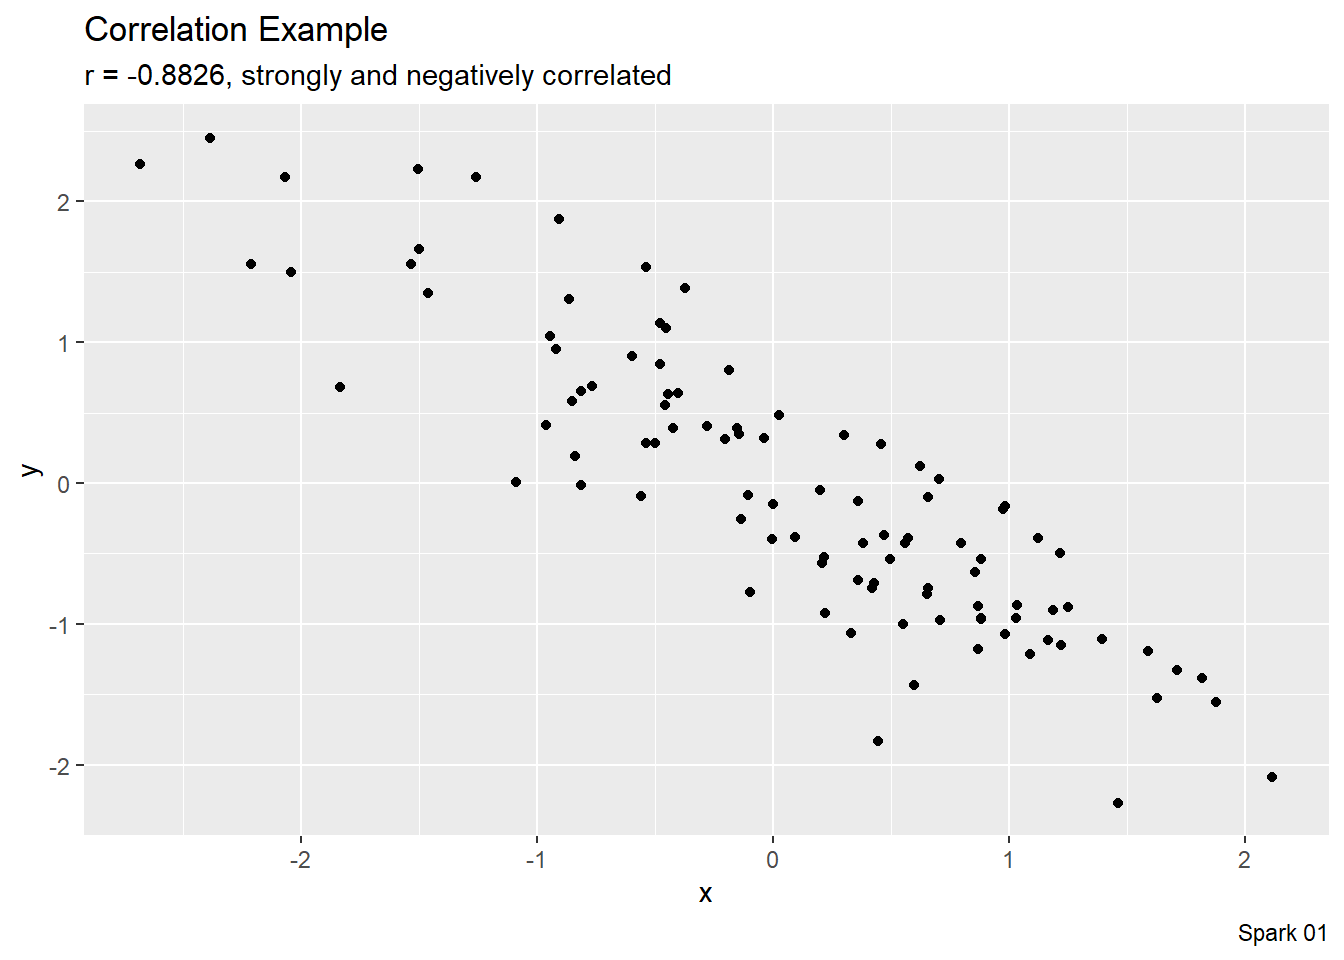 Correlation Example
r = -0.8826, strongly and negatively correlated
y
2
1
0
-1
-2
-2 -1 0 1 2
x
Spark 01